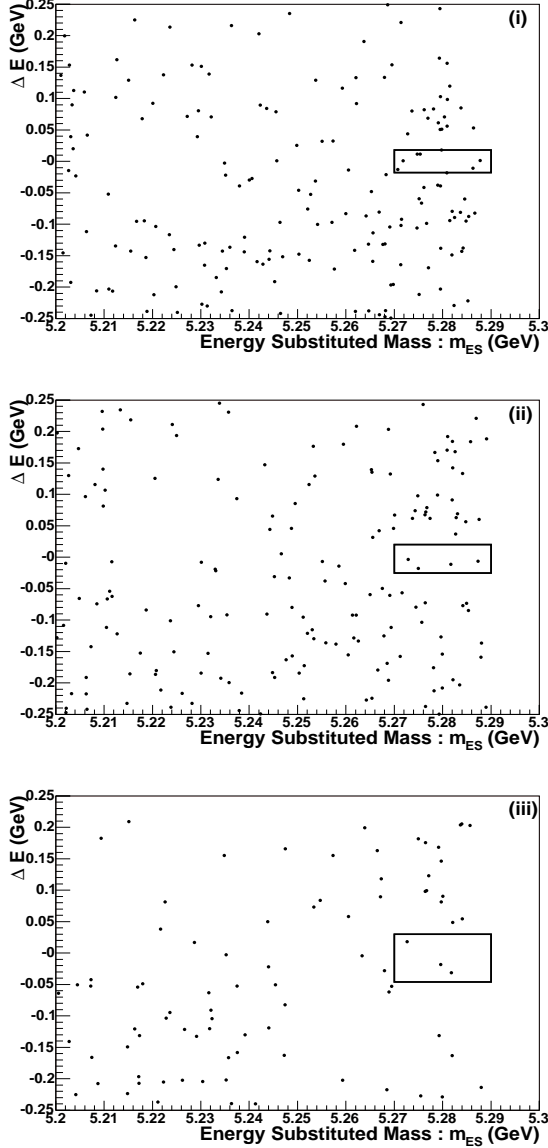 Δ E (GeV)
0.25
(i)
0.2
0.15
0.1
0.05
-0
-0.05
-0.1
-0.15
-0.2
-0.25
5.2 5.21 5.22 5.23 5.24 5.25 5.26 5.27 5.28 5.29 5.3
Energy Substituted Mass : mES (GeV)
Δ E (GeV)
0.25
(ii)
0.2
0.15
0.1
0.05
-0
-0.05
-0.1
-0.15
-0.2
-0.25
5.2 5.21 5.22 5.23 5.24 5.25 5.26 5.27 5.28 5.29 5.3
Energy Substituted Mass : mES (GeV)
Δ E (GeV)
0.25
(iii)
0.2
0.15
0.1
0.05
-0
-0.05
-0.1
-0.15
-0.2
-0.25
5.2 5.21 5.22 5.23 5.24 5.25 5.26 5.27 5.28 5.29 5.3
Energy Substituted Mass : mES (GeV)